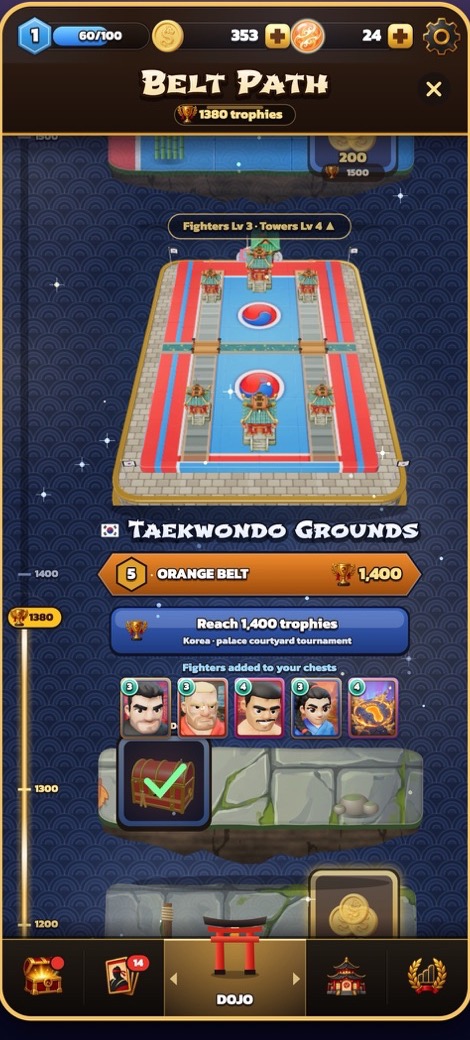 1
60/100
353
24
BELT PATH
1380 trophies
1500
200
1500
Fighters Lv 3 · Towers Lv 4 ▲
TAEKWONDO GROUNDS
1400
5 · ORANGE BELT 1,400
1380
Reach 1,400 trophies
Korea · palace courtyard tournament
Fighters added to your chests
3 3 4 3 4
1300
1200
14
DOJO